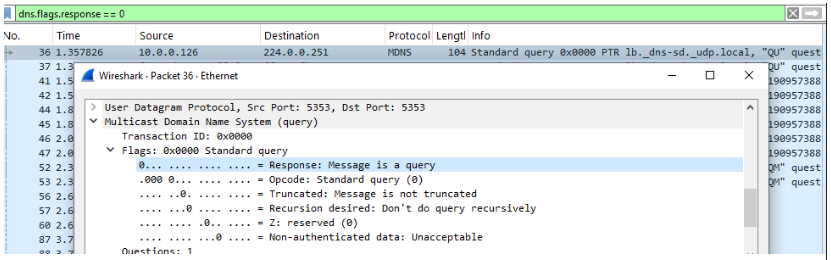 dns.flags.response == 0
No. Time Source Destination Protocol Lengtl Info
36 1.357826 10.0.0.126 224.0.0.251 MDNS 104 Standard query 0x0000 PTR lb._dns-sd._udp.local, "QU" quest
37 1.3 QU" quest
Wireshark · Packet 36 · Ethernet
41 1.5 190957388
42 1.5 190957388
44 1.8 User Datagram Protocol, Src Port: 5353, Dst Port: 5353 190957388
45 1.8 Multicast Domain Name System (query) 190957388
46 2.0 Transaction ID: 0x0000 190957388
47 2.0 Flags: 0x0000 Standard query 190957388
52 2.3 0... .... .... .... = Response: Message is a query QM" quest
53 2.3 .000 0... .... .... = Opcode: Standard query (0) QM" quest
56 2.6 .... ..0. .... .... = Truncated: Message is not truncated
57 2.6 .... ...0 .... .... = Recursion desired: Don't do query recursively
60 2.6 .... .... .0.. .... = Z: reserved (0)
87 3.7 .... .... ...0 .... = Non-authenticated data: Unacceptable
Questions: 1